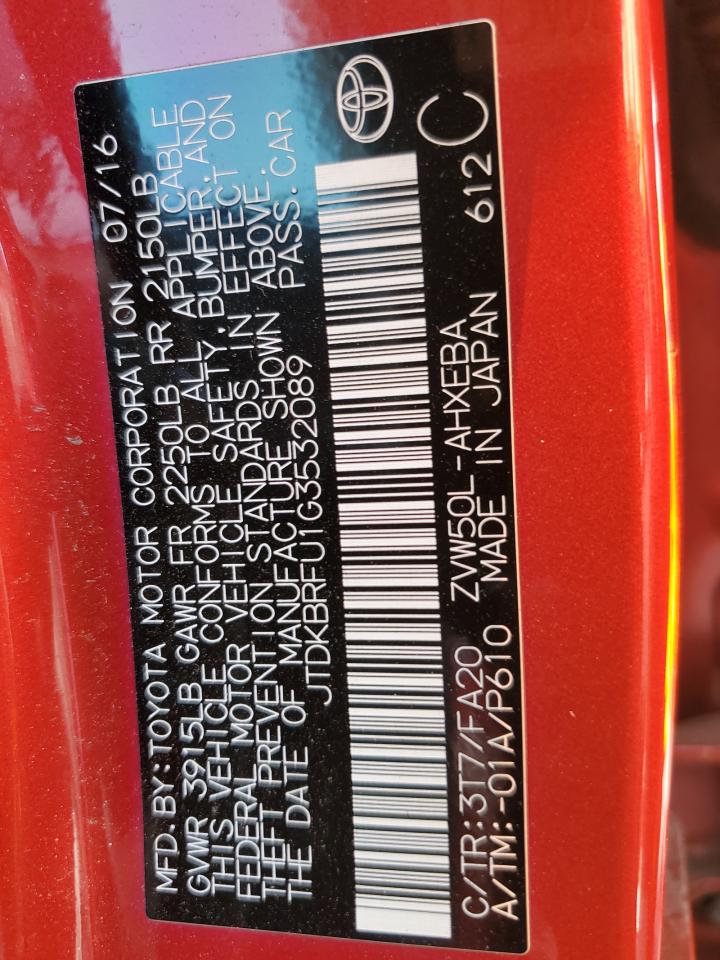 MFD. BY: TOYOTA MOTOR CORPORATION 07/16
GVWR 3915LB GAWR FR 2250LB RR 2150LB
THIS VEHICLE CONFORMS TO ALL APPLICABLE
FEDERAL MOTOR VEHICLE SAFETY, BUMPER, AND
THEFT PREVENTION STANDARDS IN EFFECT ON
THE DATE OF MANUFACTURE SHOWN ABOVE.
JTDKBRFU1G3532089 PASS. CAR
C/TR: 3T7/FA20 ZVW50L-AHXEBA 612 C
A/TM: -01A/P610 MADE IN JAPAN